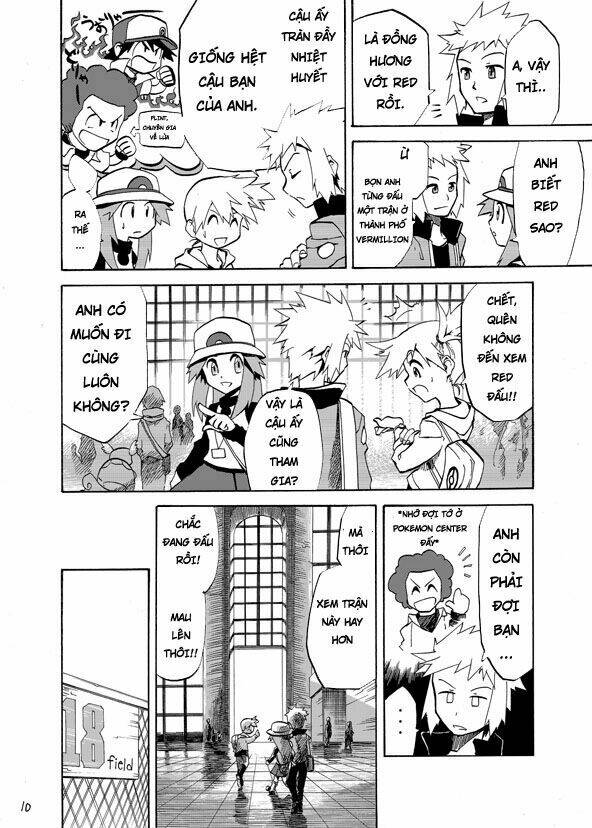 A, VẬY
THÌ..
LÀ ĐỒNG
HƯƠNG
VỚI RED
RỒI.
CẬU ẤY
TRÀN ĐẦY
NHIỆT
HUYẾT
GIỐNG HỆT
CẬU BẠN
CỦA ANH.
FLINT,
CHUYÊN GIA
VỀ LỬA
RA
THẾ
...
ANH
BIẾT
RED
SAO?
Ừ
BỌN ANH
TỪNG ĐẤU
MỘT TRẬN Ở
THÀNH PHỐ
VERMILLION
CHẾT,
QUÊN KHÔNG
ĐẾN XEM
RED
ĐẤU!!
VẬY LÀ
CẬU ẤY
CŨNG
THAM
GIA?
ANH CÓ
MUỐN ĐI
CÙNG
LUÔN
KHÔNG?
ANH
CÒN
PHẢI
ĐỢI
BẠN
...
*NHỚ ĐỢI TỚ Ở
POKEMON CENTER
ĐẤY*
...
MÀ
THÔI
XEM TRẬN
NÀY HAY
HƠN
CHẮC
ĐANG ĐẤU
RỒI!
MAU
LÊN
THÔI!!
18
field
10